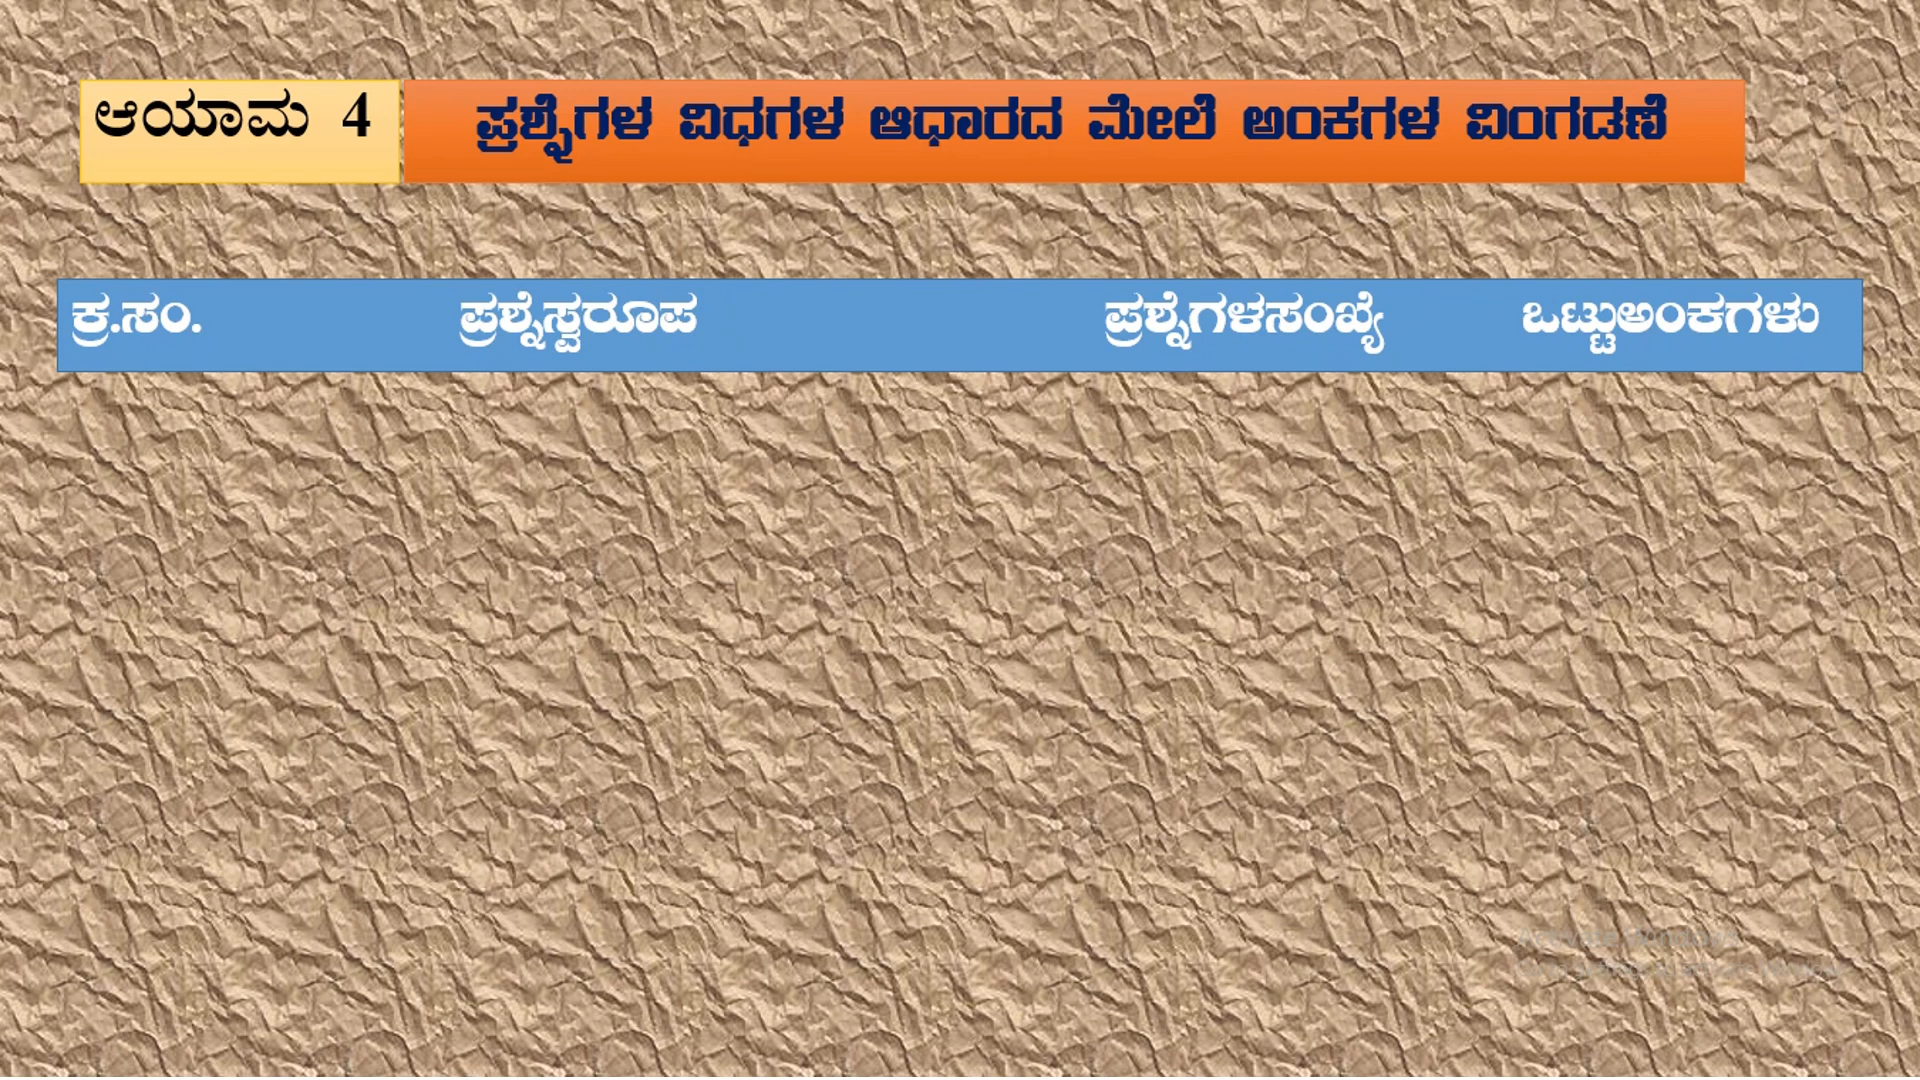 ಆಯಾಮ 4 ಪ್ರಶ್ನೆಗಳ ವಿಧಗಳ ಆಧಾರದ ಮೇಲೆ ಅಂಕಗಳ ವಿಂಗಡಣೆ
ಕ್ರ.ಸಂ. ಪ್ರಶ್ನೆಸ್ವರೂಪ ಪ್ರಶ್ನೆಗಳಸಂಖ್ಯೆ ಒಟ್ಟುಅಂಕಗಳು